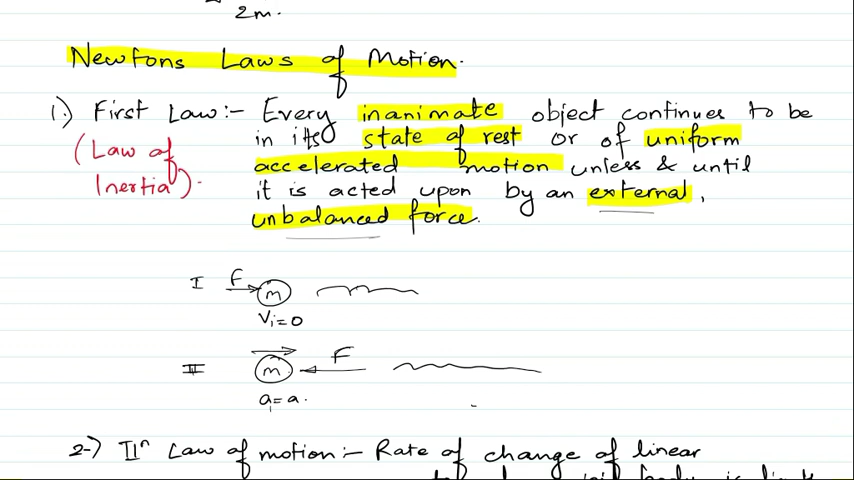 2m.
Newtons Laws of Motion.
1.) First Law:- Every inanimate object continues to be
(Law of Inertia). in its state of rest or of uniform
accelerated motion unless & until
it is acted upon by an external,
unbalanced force.
I F m
Vi=0
II m F
ai=a.
2-) IIn Law of motion:- Rate of change of linear